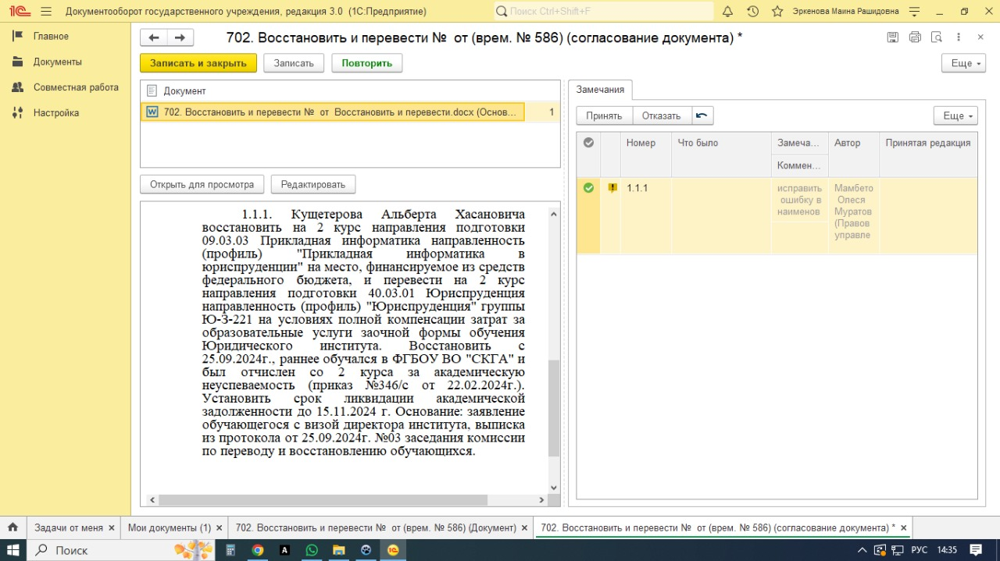 1С Документооборот государственного учреждения, редакция 3.0 (1С:Предприятие)
Поиск Ctrl+Shift+F
Эркенова Маина Рашидовна
Главное
Документы
Совместная работа
Настройка
702. Восстановить и перевести № от (врем. № 586) (согласование документа) *
Записать и закрыть
Записать
Повторить
Еще
Документ
702. Восстановить и перевести № от Восстановить и перевести.docx (Основ...
1
Открыть для просмотра
Редактировать
1.1.1. Кущетерова Альберта Хасановича
восстановить на 2 курс направления подготовки
09.03.03 Прикладная информатика направленность
(профиль) "Прикладная информатика в
юриспруденции" на место, финансируемое из средств
федерального бюджета, и перевести на 2 курс
направления подготовки 40.03.01 Юриспруденция
направленность (профиль) "Юриспруденция" группы
Ю-З-221 на условиях полной компенсации затрат за
образовательные услуги заочной формы обучения
Юридического института. Восстановить с
25.09.2024г., раннее обучался в ФГБОУ ВО "СКГА" и
был отчислен со 2 курса за академическую
неуспеваемость (приказ №346/с от 22.02.2024г.).
Установить срок ликвидации академической
задолженности до 15.11.2024 г. Основание: заявление
обучающегося с визой директора института, выписка
из протокола от 25.09.2024г. №03 заседания комиссии
по переводу и восстановлению обучающихся.
Замечания
Принять
Отказать
Еще
Номер
Что было
Замеча...
Коммен...
Автор
Принятая редакция
1.1.1
исправить
ошибку в
наименов
Мамбето
Олеся
Муратов
(Правов
управле
Задачи от меня
Мои документы (1)
702. Восстановить и перевести № от (врем. № 586) (Документ)
702. Восстановить и перевести № от (врем. № 586) (согласование документа) *
Поиск
РУС
14:35